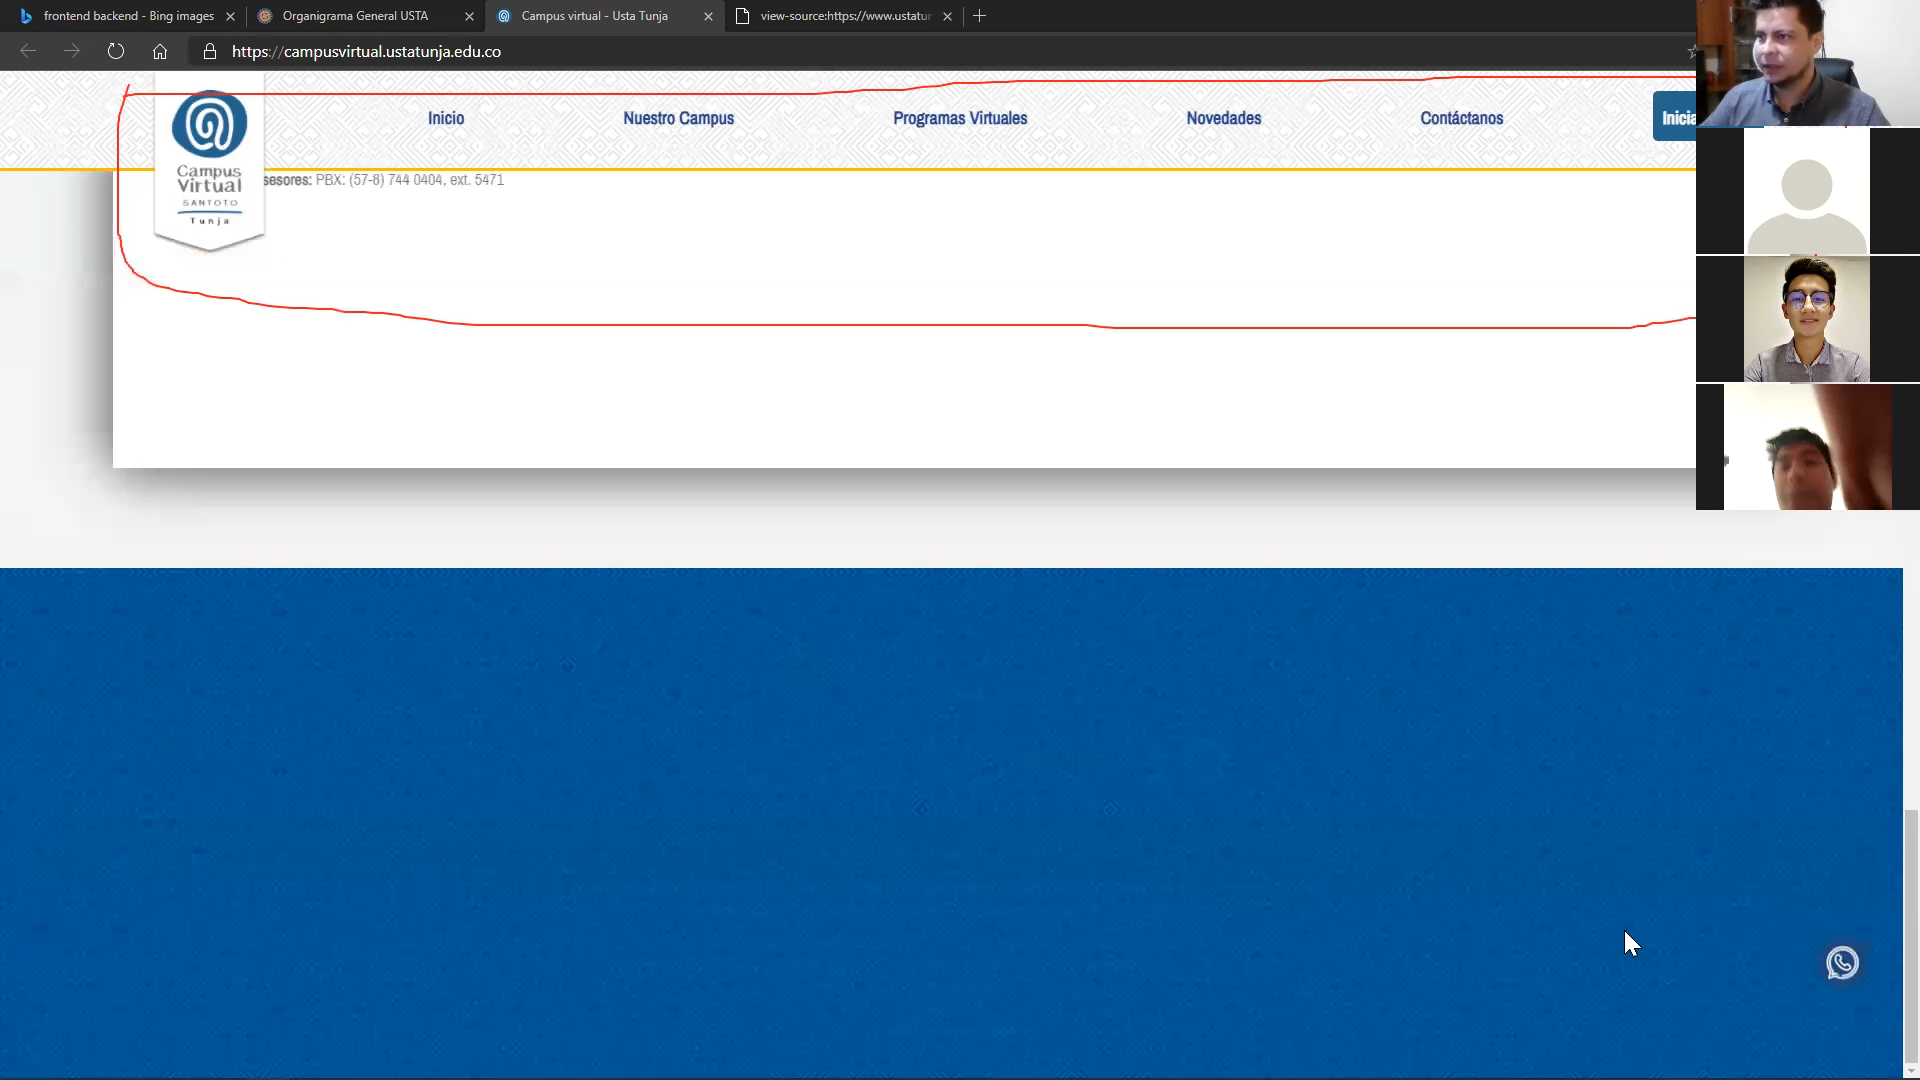 frontend backend - Bing images
Organigrama General USTA
Campus virtual - Usta Tunja
view-source:https://www.ustatun
https://campusvirtual.ustatunja.edu.co
Inicio
Nuestro Campus
Programas Virtuales
Novedades
Contáctanos
Inicia
Campus
Virtual
SANTOTO
Tunja
sesores: PBX: (57-8) 744 0404, ext. 5471